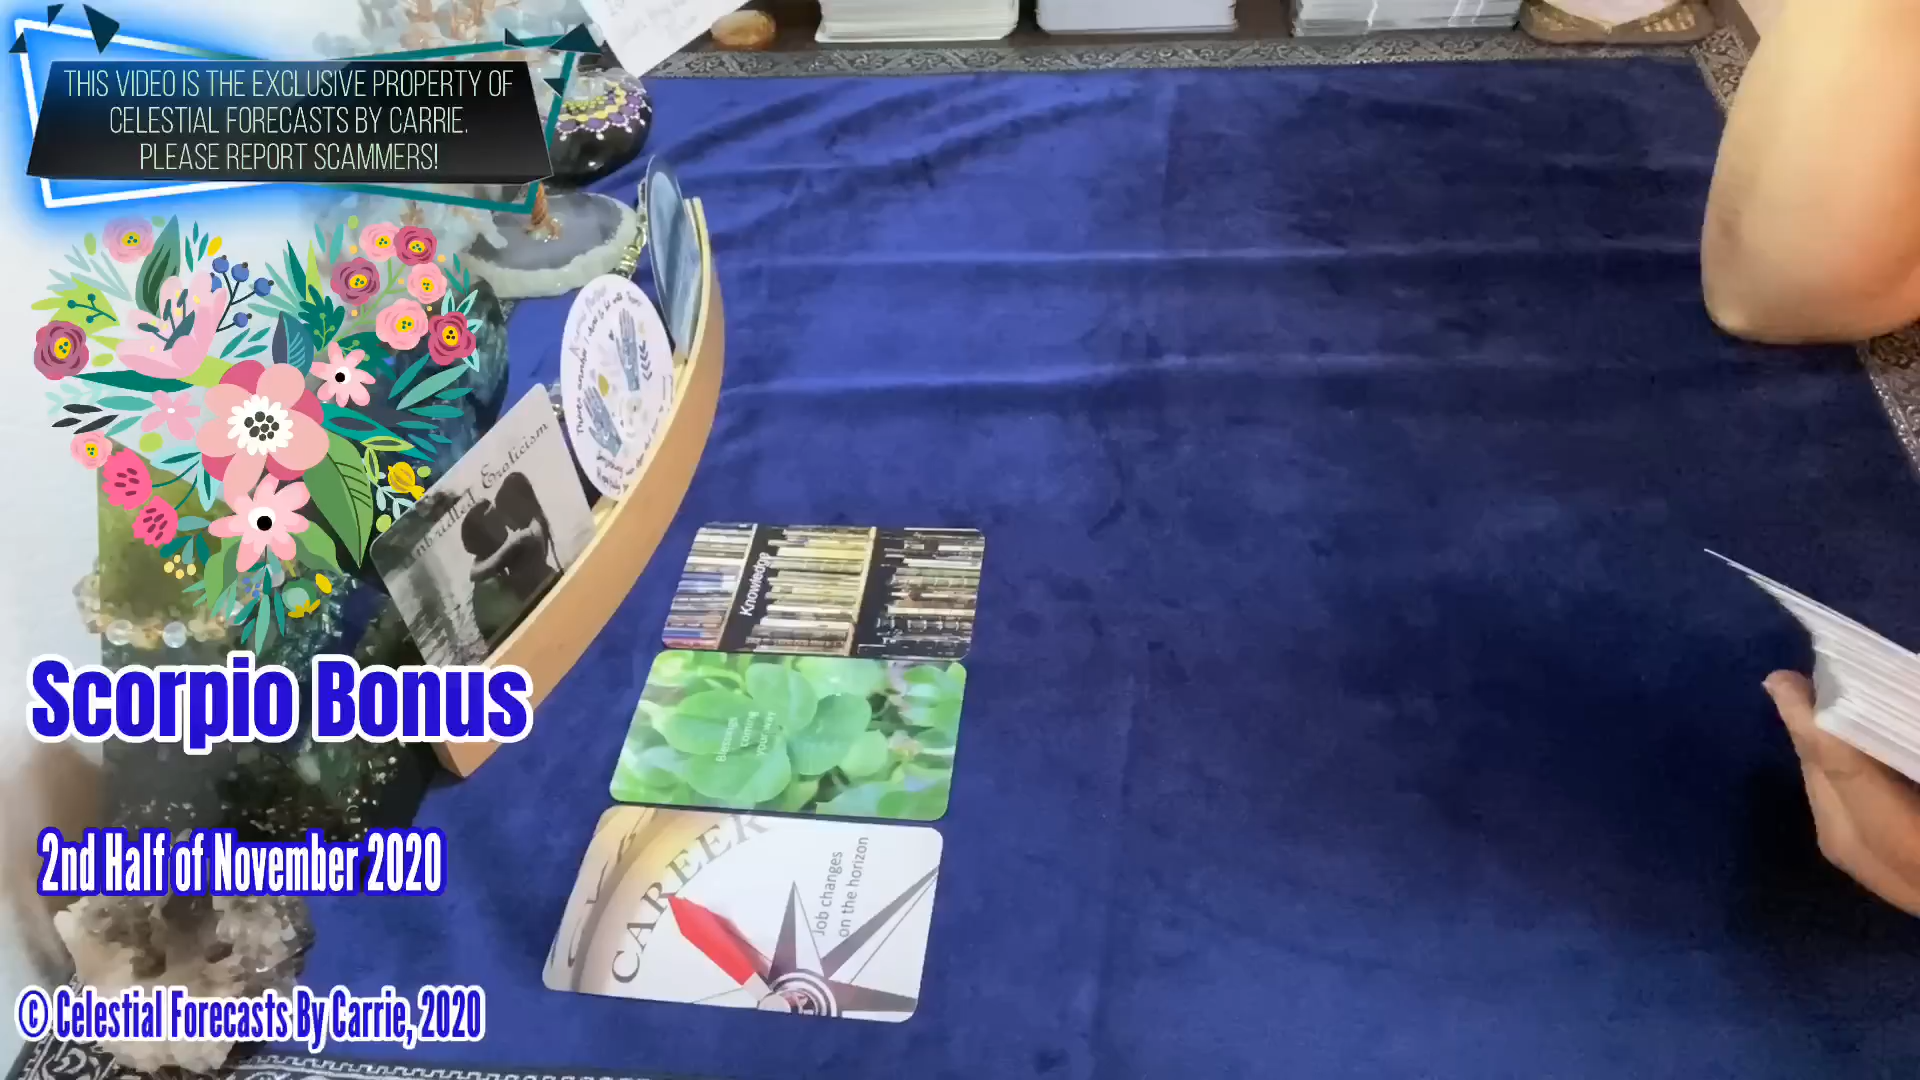 THIS VIDEO IS THE EXCLUSIVE PROPERTY OF
CELESTIAL FORECASTS BY CARRIE.
PLEASE REPORT SCAMMERS!
Eroticism
Knowledge
Blessings
coming
your way
CAREER
Job changes
on the horizon
Scorpio Bonus
2nd Half of November 2020
© Celestial Forecasts By Carrie, 2020